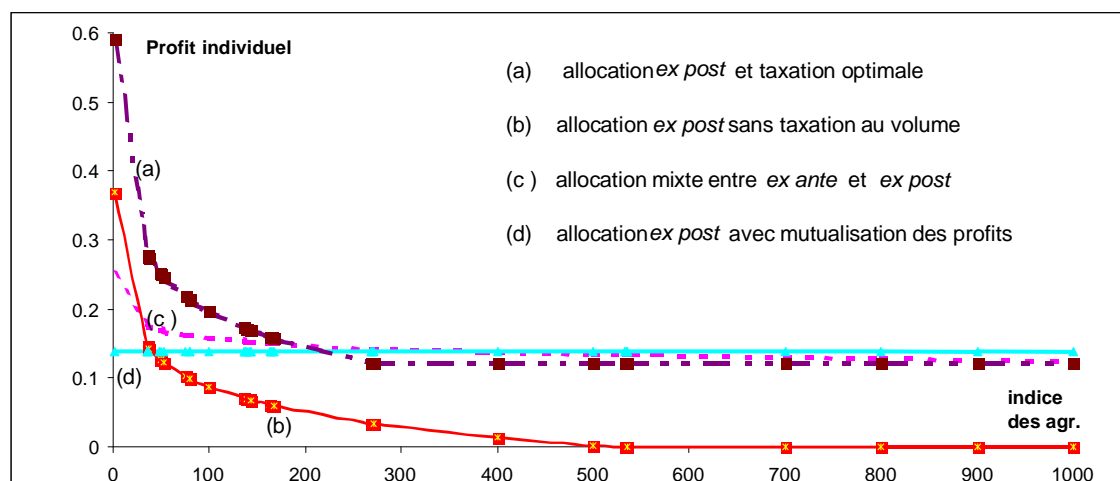 0.6
Profit individuel
(a) allocation ex post et taxation optimale
0.5
(b) allocation ex post sans taxation au volume
0.4
(a)
(c ) allocation mixte entre ex ante et ex post
0.3
(d) allocation ex post avec mutualisation des profits
0.2
(c )
0.1
(d)
(b)
indice
des agr.
0
0 100 200 300 400 500 600 700 800 900 1000